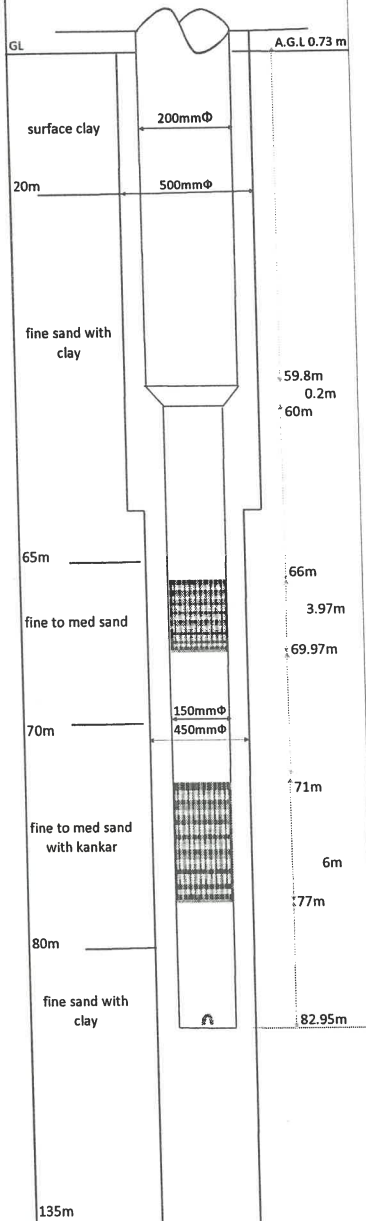 GL
A.G.L 0.73 m
surface clay
200mmΦ
20m
500mmΦ
fine sand with
clay
59.8m
0.2m
60m
65m
66m
fine to med sand
3.97m
69.97m
150mmΦ
70m
450mmΦ
71m
fine to med sand
with kankar
6m
77m
80m
fine sand with
clay
82.95m
135m